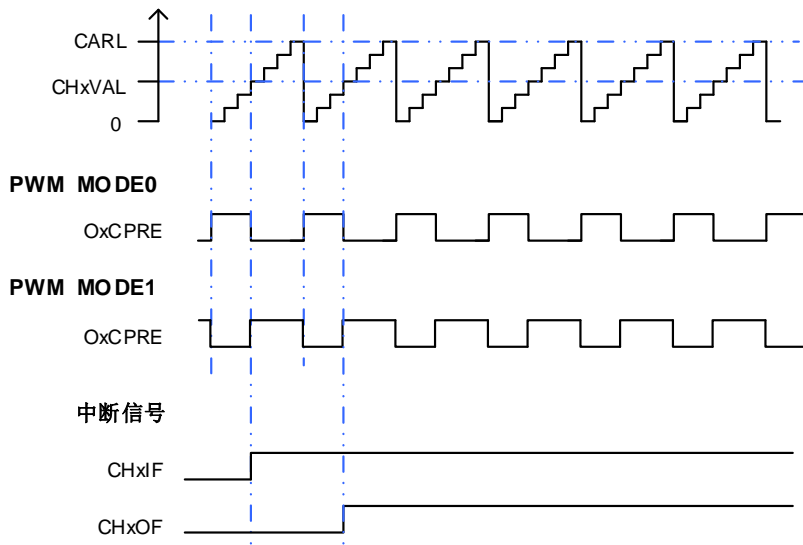 CARL
CHxVAL
0
PWM MODE0
OxCPRE
PWM MODE1
OxCPRE
中断信号
CHxIF
CHxOF